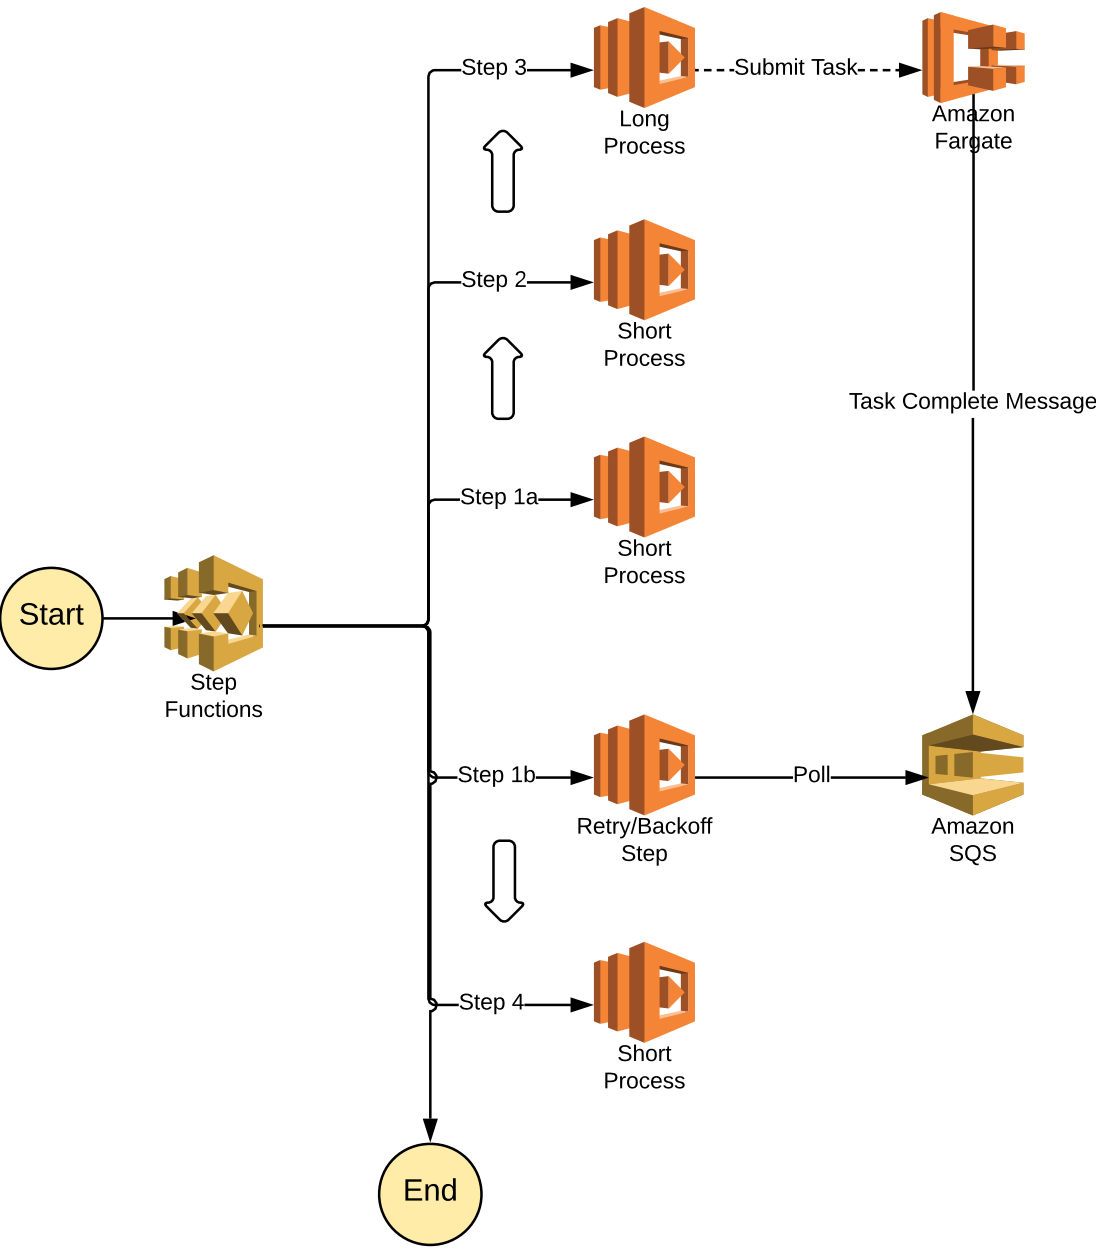 Step 3
Submit Task
Long
Process
Amazon
Fargate
Step 2
Short
Process
Task Complete Message
Step 1a
Short
Process
Start
Step
Functions
Step 1b
Poll
Retry/Backoff
Step
Amazon
SQS
Step 4
Short
Process
End